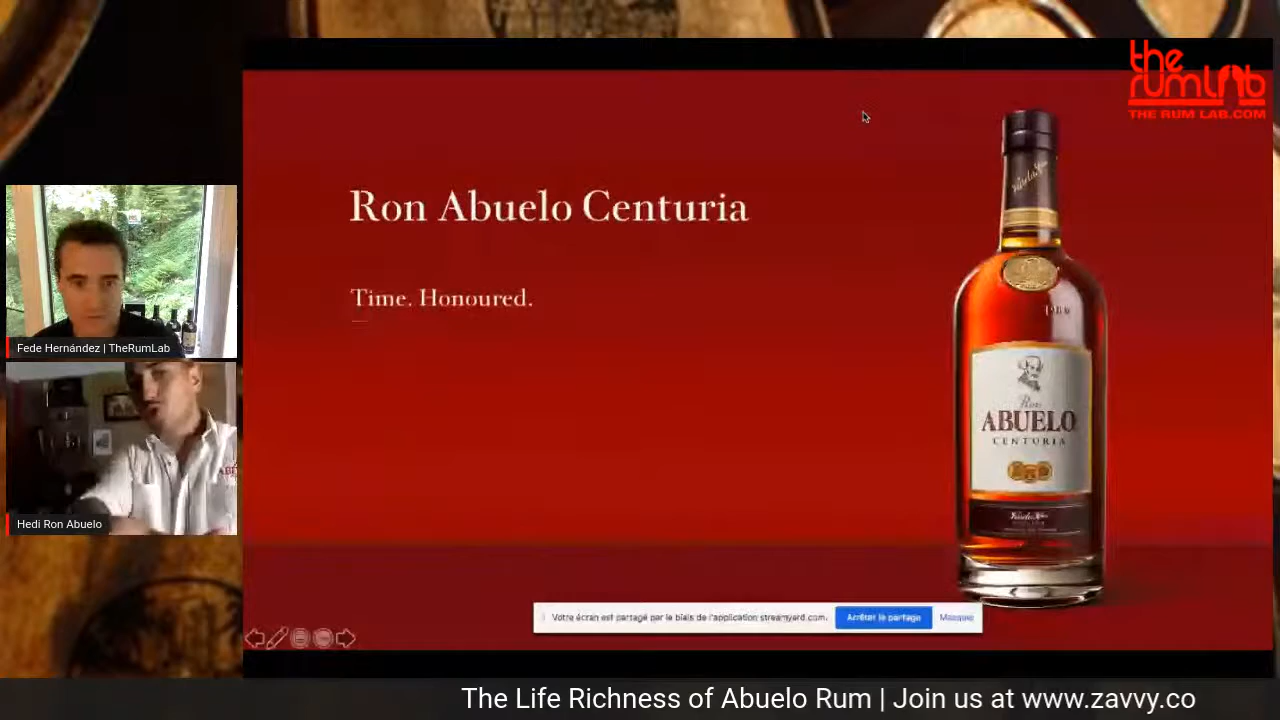 the
rumlab
THE RUM LAB.COM
Ron Abuelo Centuria
Time. Honoured.
Ron
ABUELO
CENTURIA
Fede Hernández | TheRumLab
Hedi Ron Abuelo
Votre écran est partagé par le biais de l'application streamyard.com.
Arrêter le partage
Masquer
The Life Richness of Abuelo Rum | Join us at www.zavvy.co